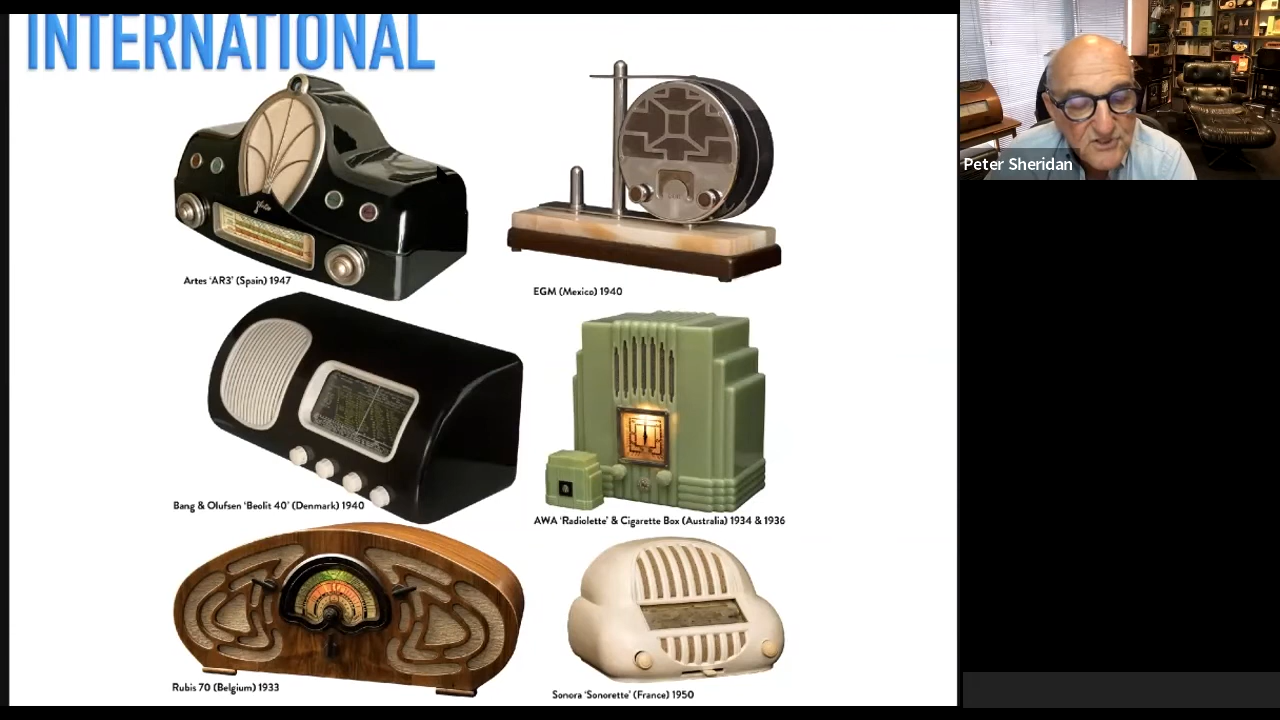 INTERNATIONAL
Peter Sheridan
Artes ‘AR3’ (Spain) 1947
EGM (Mexico) 1940
Bang & Olufsen ‘Beolit 40’ (Denmark) 1940
AWA ‘Radiolette’ & Cigarette Box (Australia) 1934 & 1936
Rubis 70 (Belgium) 1933
Sonora ‘Sonorette’ (France) 1950